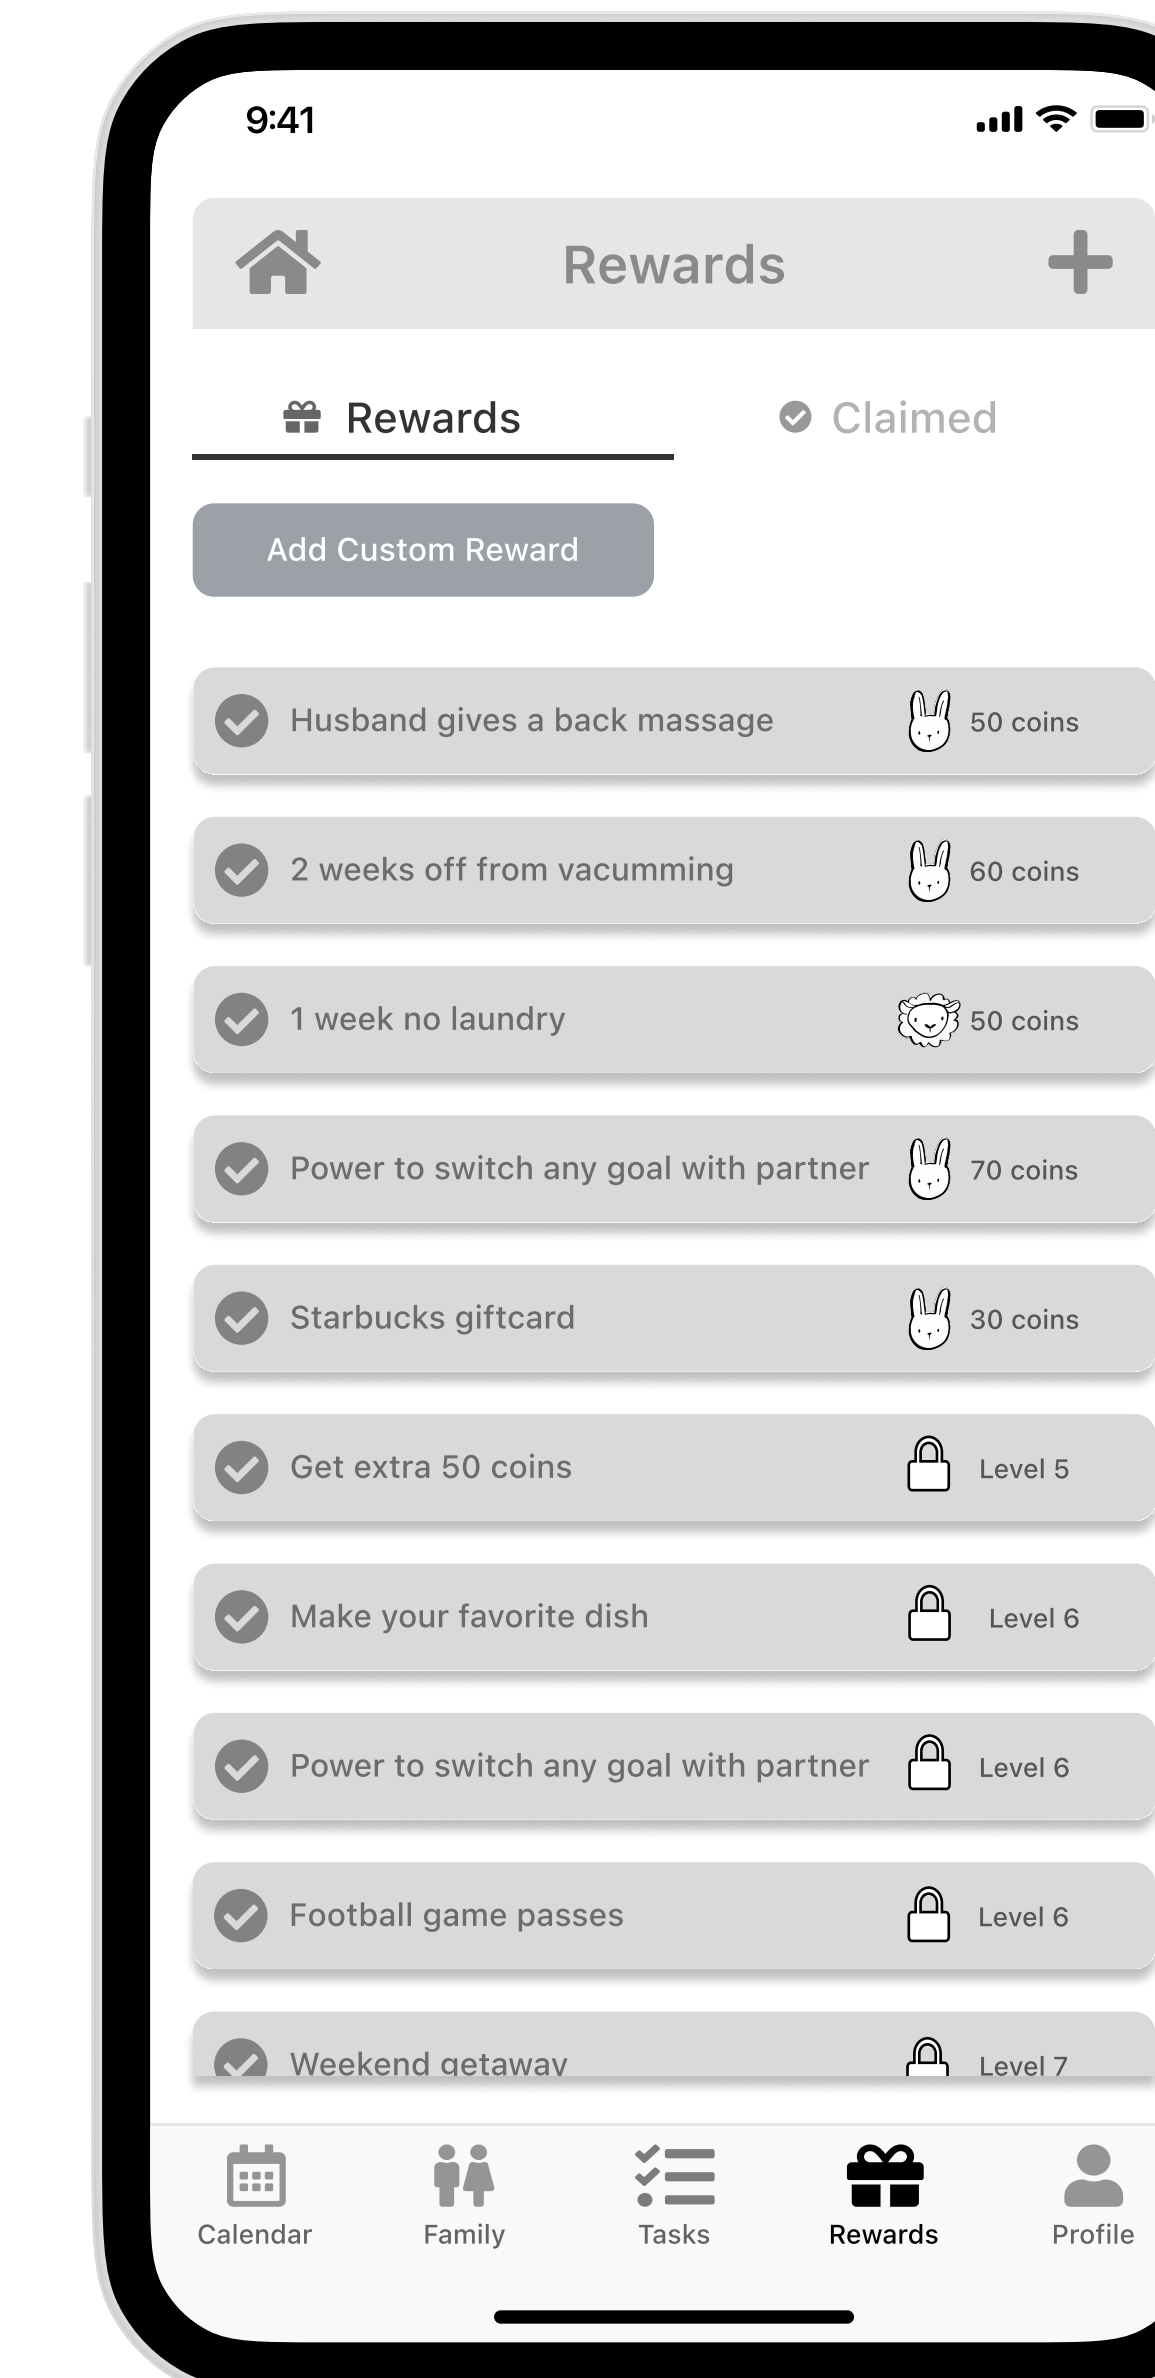 9:41
Rewards
Rewards
Claimed
Add Custom Reward
Husband gives a back massage 50 coins
2 weeks off from vacumming 60 coins
1 week no laundry 50 coins
Power to switch any goal with partner 70 coins
Starbucks giftcard 30 coins
Get extra 50 coins Level 5
Make your favorite dish Level 6
Power to switch any goal with partner Level 6
Football game passes Level 6
Weekend getaway Level 7
Calendar Family Tasks Rewards Profile